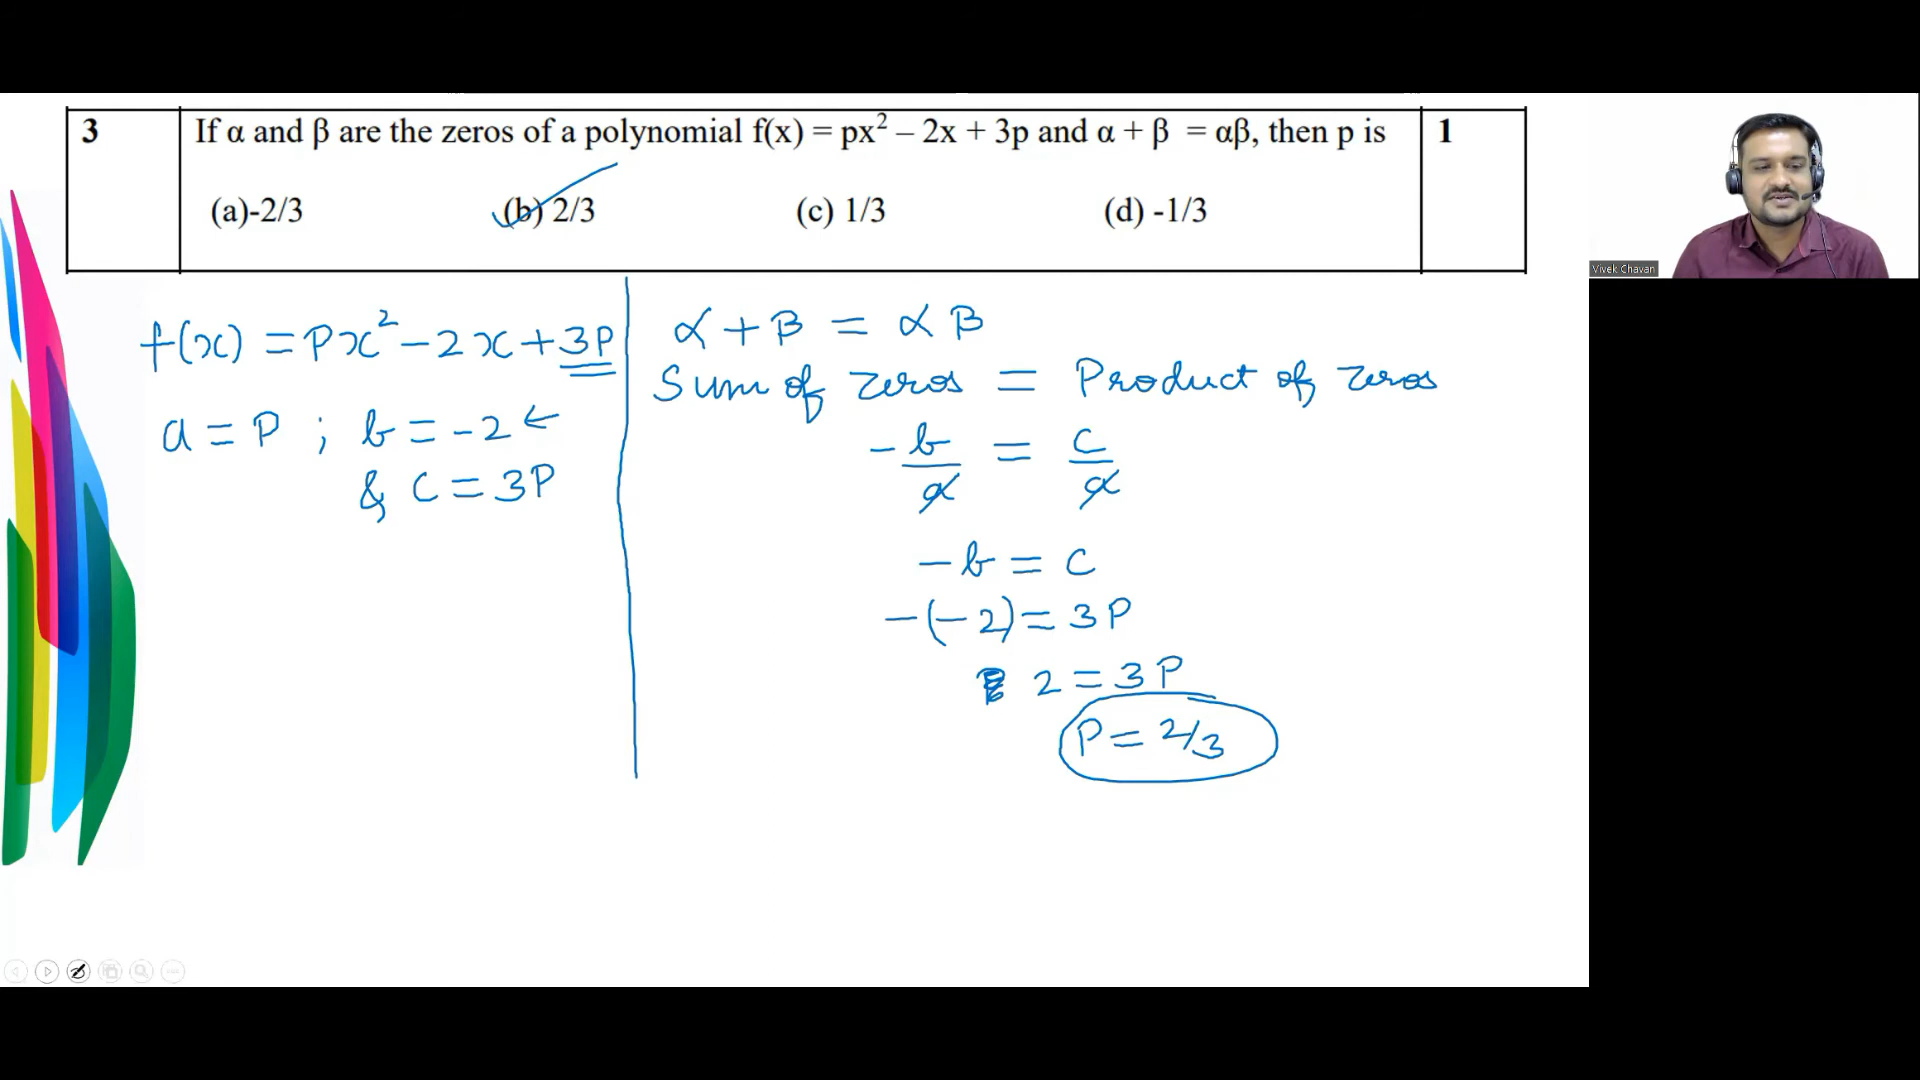 3 If α and β are the zeros of a polynomial f(x) = px² – 2x + 3p and α + β = αβ, then p is 1
(a)-2/3 (b) 2/3 (c) 1/3 (d) -1/3
Vivek Chavan
f(x) = Px² - 2x + 3P
a = P ; b = -2 ←
& C = 3P
α + β = α β
Sum of zeros = Product of zeros
- b/a = c/a
- b = c
-(-2) = 3P
2 = 3P
P = 2/3